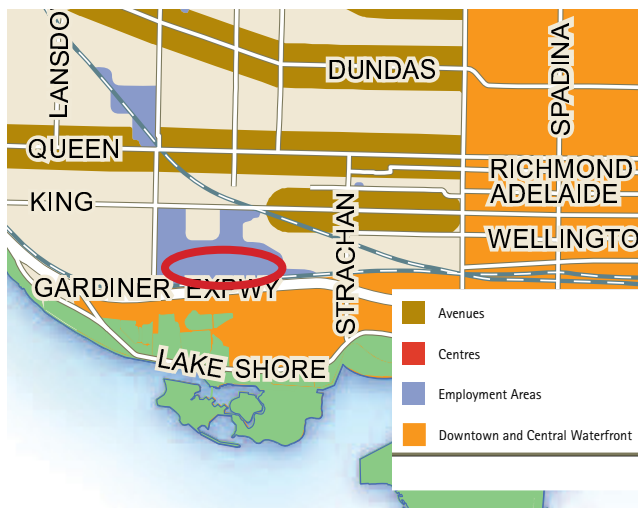 LANSDO
DUNDAS
SPADINA
QUEEN
RICHMOND
ADELAIDE
KING
STRACHAN
WELLINGTO
GARDINER EXPWY
LAKE SHORE
Avenues
Centres
Employment Areas
Downtown and Central Waterfront